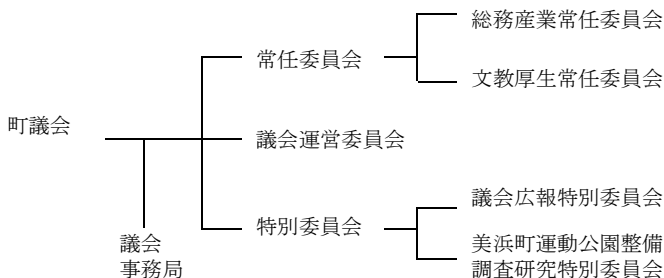 総務産業常任委員会
常任委員会
文教厚生常任委員会
町議会
議会運営委員会
議会広報特別委員会
特別委員会
議会
事務局
美浜町運動公園整備
調査研究特別委員会